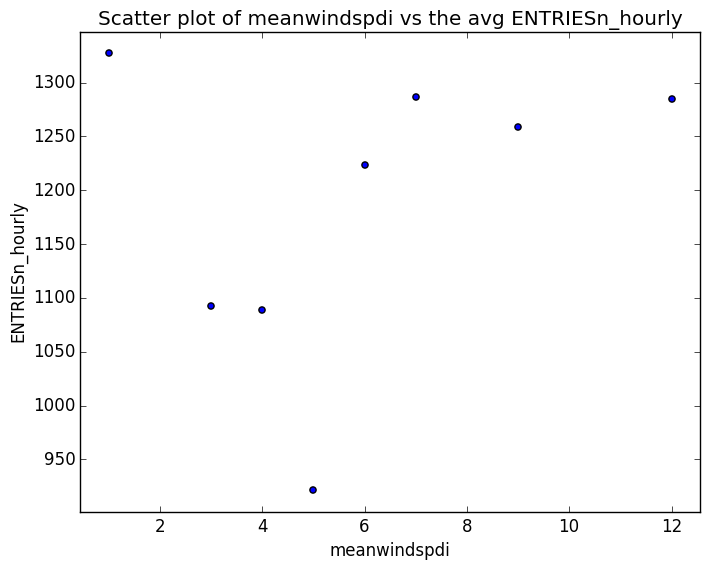 Scatter plot of meanwindspdi vs the avg ENTRIESn_hourly
1300
1250
1200
1150
1100
1050
1000
950
ENTRIESn_hourly
2 4 6 8 10 12
meanwindspdi